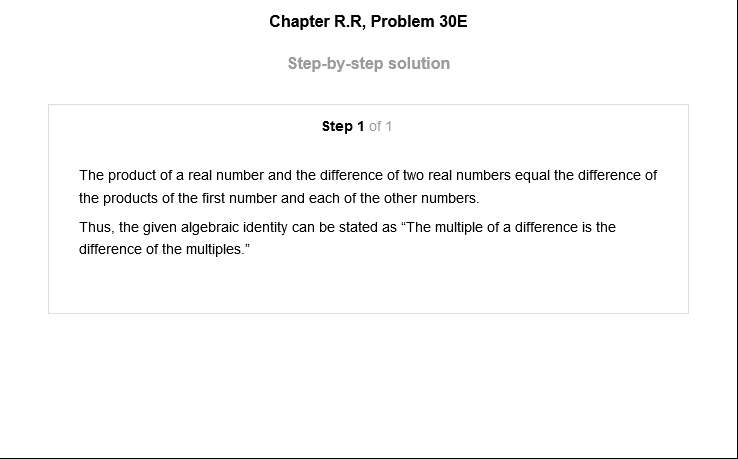 Chapter R.R, Problem 30E
Step-by-step solution
Step 1 of 1
The product of a real number and the difference of two real numbers equal the difference of
the products of the first number and each of the other numbers.
Thus, the given algebraic identity can be stated as “The multiple of a difference is the
difference of the multiples.”